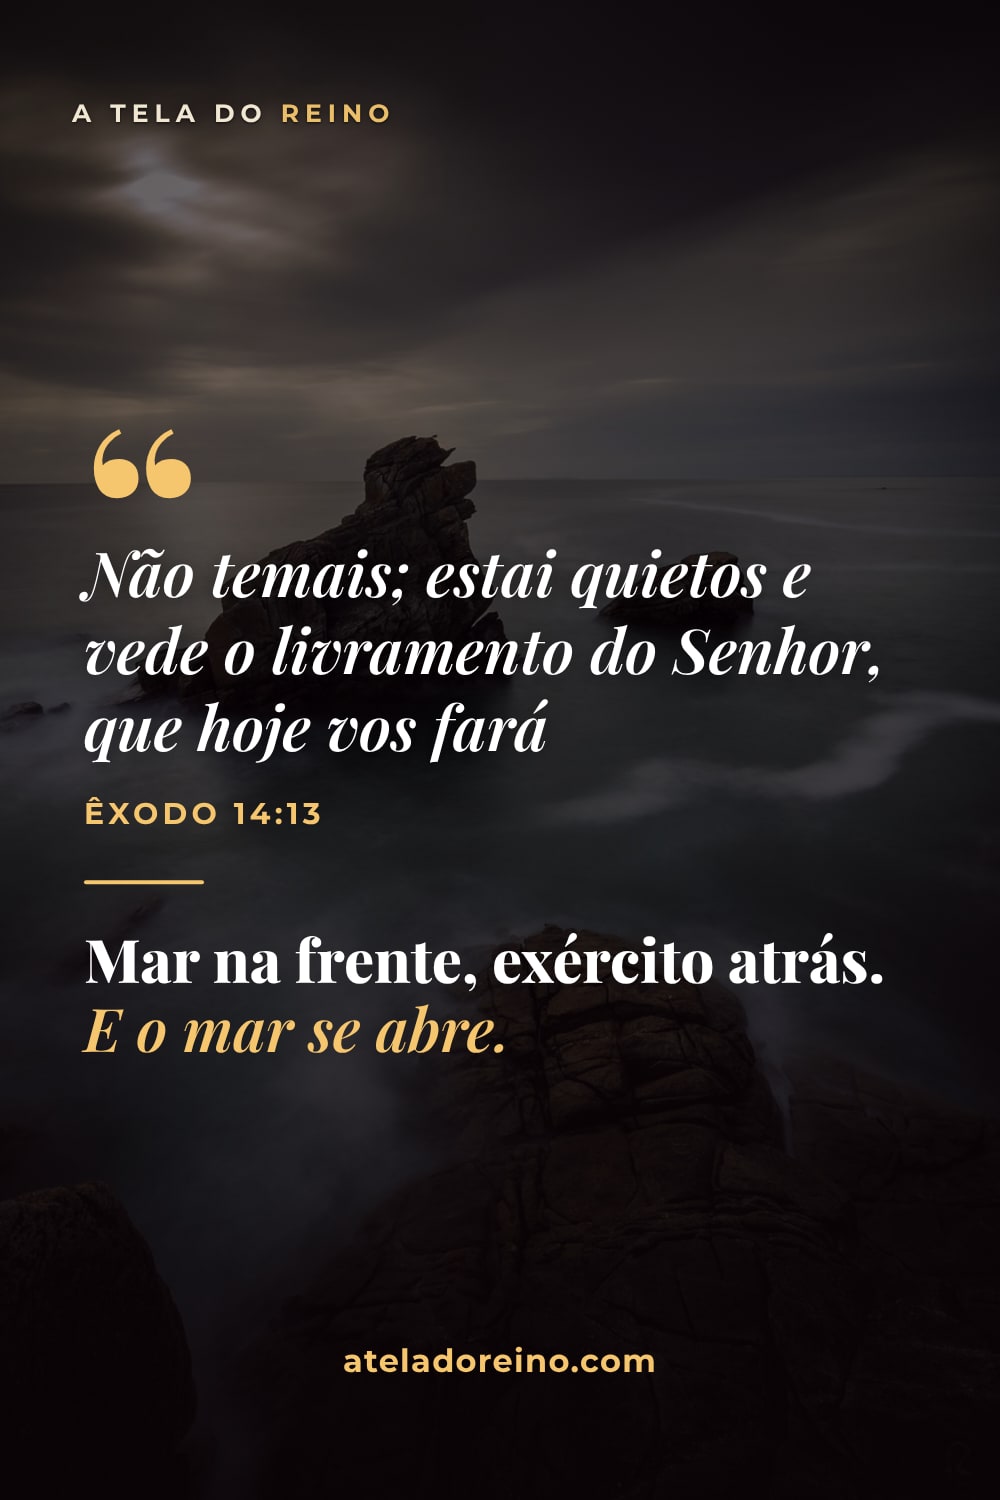 A TELA DO REINO
“
Não temais; estai quietos e
vede o livramento do Senhor,
que hoje vos fará
ÊXODO 14:13
Mar na frente, exército atrás.
E o mar se abre.
ateladoreino.com